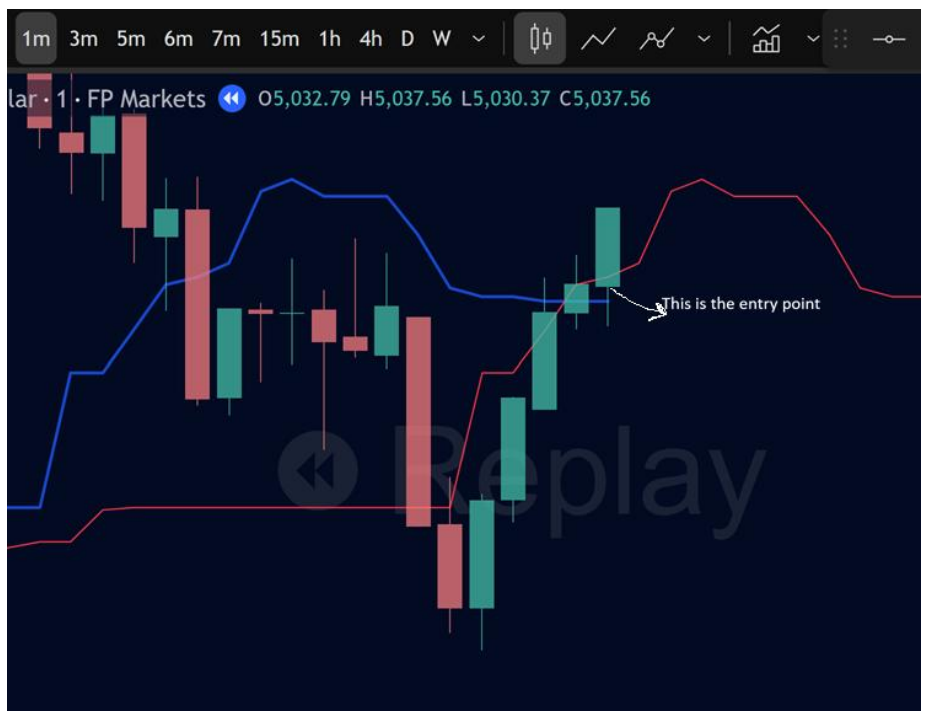 1m 3m 5m 6m 7m 15m 1h 4h D W
lar · 1 · FP Markets O5,032.79 H5,037.56 L5,030.37 C5,037.56
This is the entry point
Replay